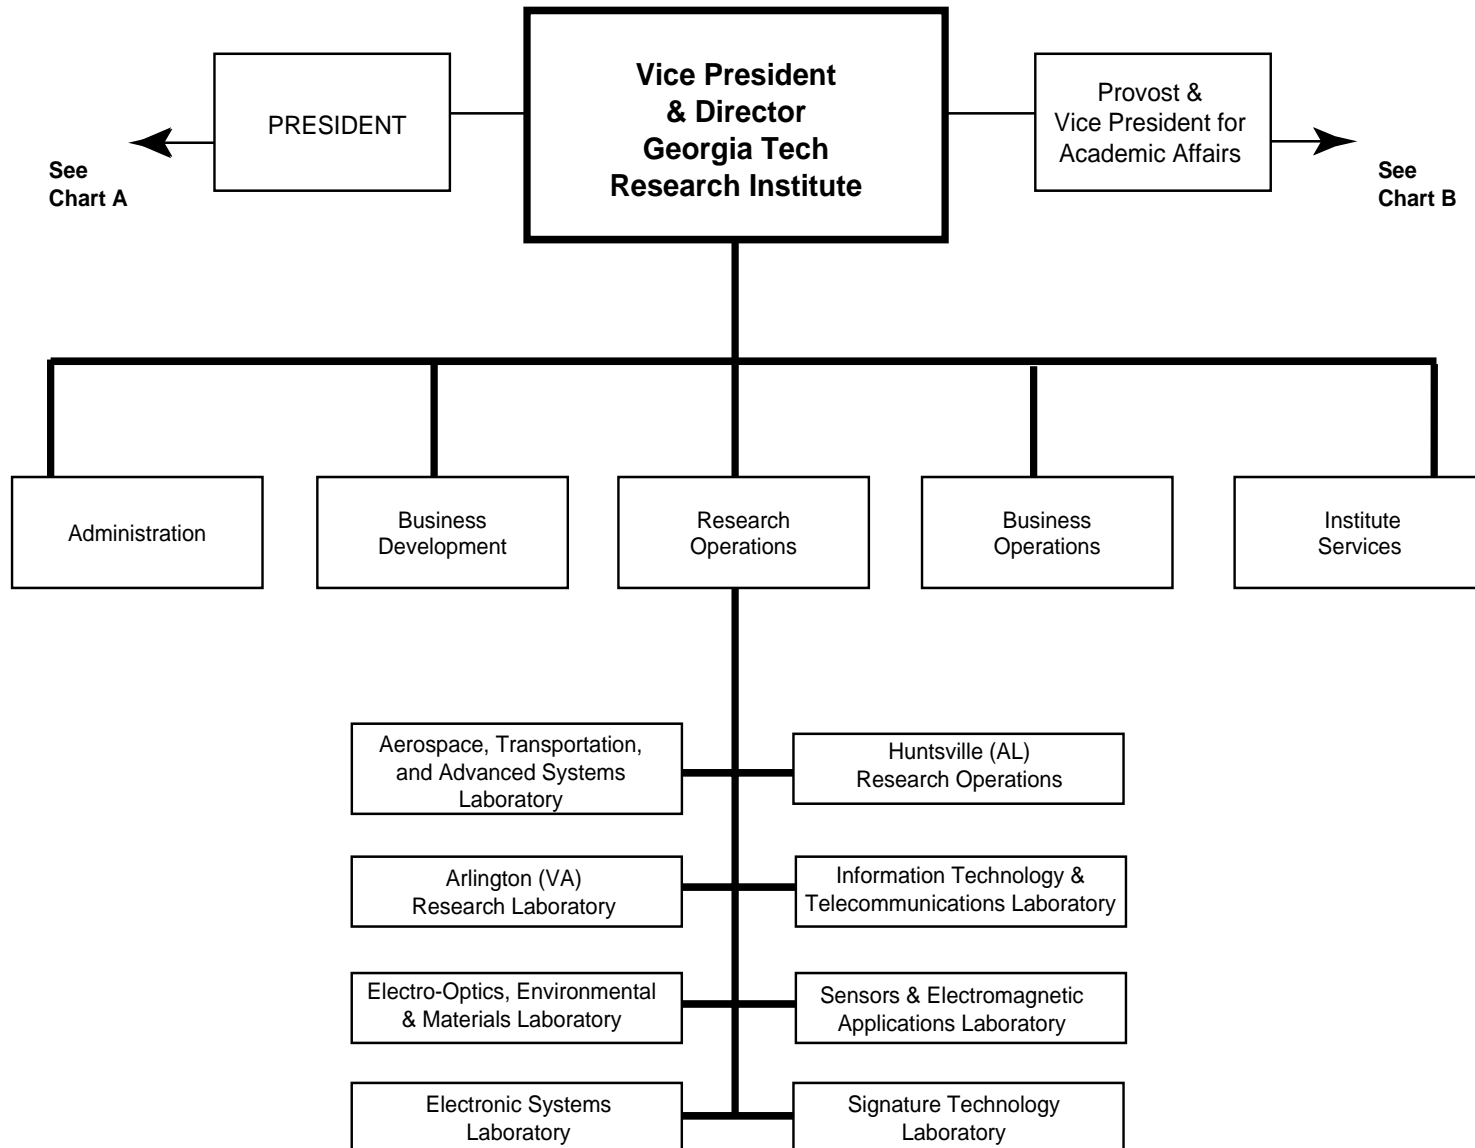 PRESIDENT
Vice President
& Director
Georgia Tech
Research Institute
Provost &
Vice President for
Academic Affairs
See
Chart A
See
Chart B
Administration
Business
Development
Research
Operations
Business
Operations
Institute
Services
Aerospace, Transportation,
and Advanced Systems
Laboratory
Huntsville (AL)
Research Operations
Arlington (VA)
Research Laboratory
Information Technology &
Telecommunications Laboratory
Electro-Optics, Environmental
& Materials Laboratory
Sensors & Electromagnetic
Applications Laboratory
Electronic Systems
Laboratory
Signature Technology
Laboratory